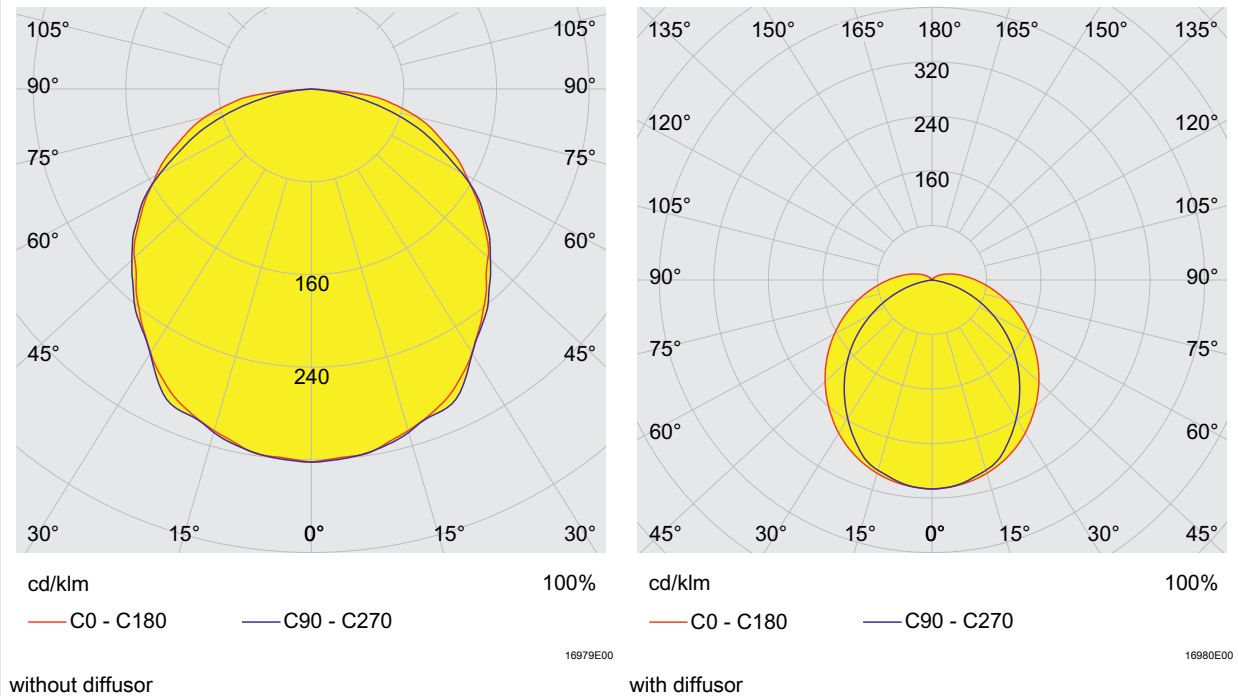 105° 105°
90° 90°
75° 75°
60° 60°
160
45° 45°
240
30° 15° 0° 15° 30°
cd/klm 100%
C0 - C180 C90 - C270
16979E00
without diffusor
135° 150° 165° 180° 165° 150° 135°
320
120° 240 120°
160
105° 105°
90° 90°
75° 75°
60° 60°
45° 30° 15° 0° 15° 30° 45°
cd/klm 100%
C0 - C180 C90 - C270
16980E00
with diffusor